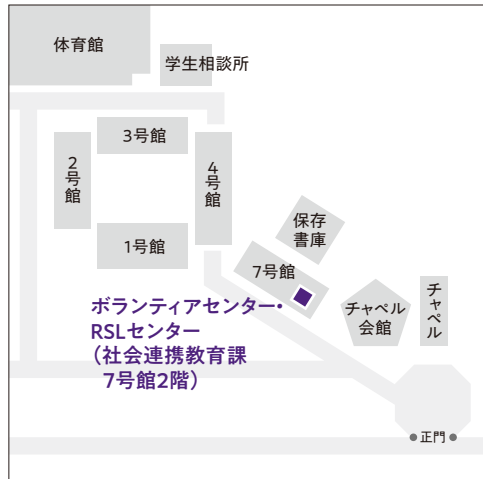 体育館
学生相談所
3号館
2号館
4号館
1号館
保存
書庫
7号館
ボランティアセンター・
RSLセンター
（社会連携教育課
7号館2階）
チャペル
会館
チャペル
正門